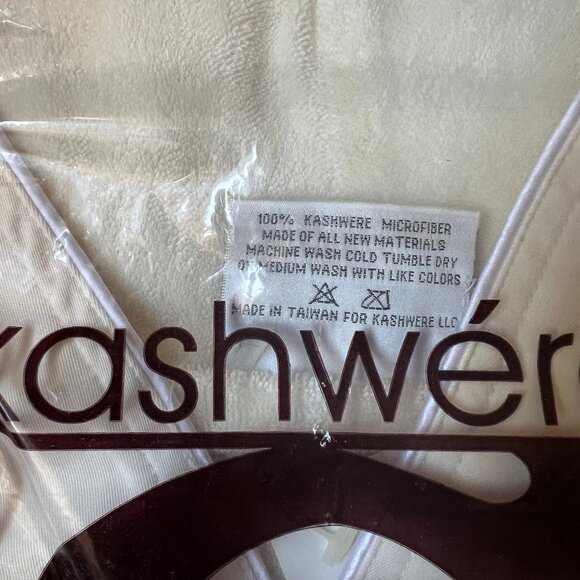 100% KASHWERE MICROFIBER
MADE OF ALL NEW MATERIALS
MACHINE WASH COLD TUMBLE DRY
ON MEDIUM WASH WITH LIKE COLORS
MADE IN TAIWAN FOR KASHWERE LLC
kashwére